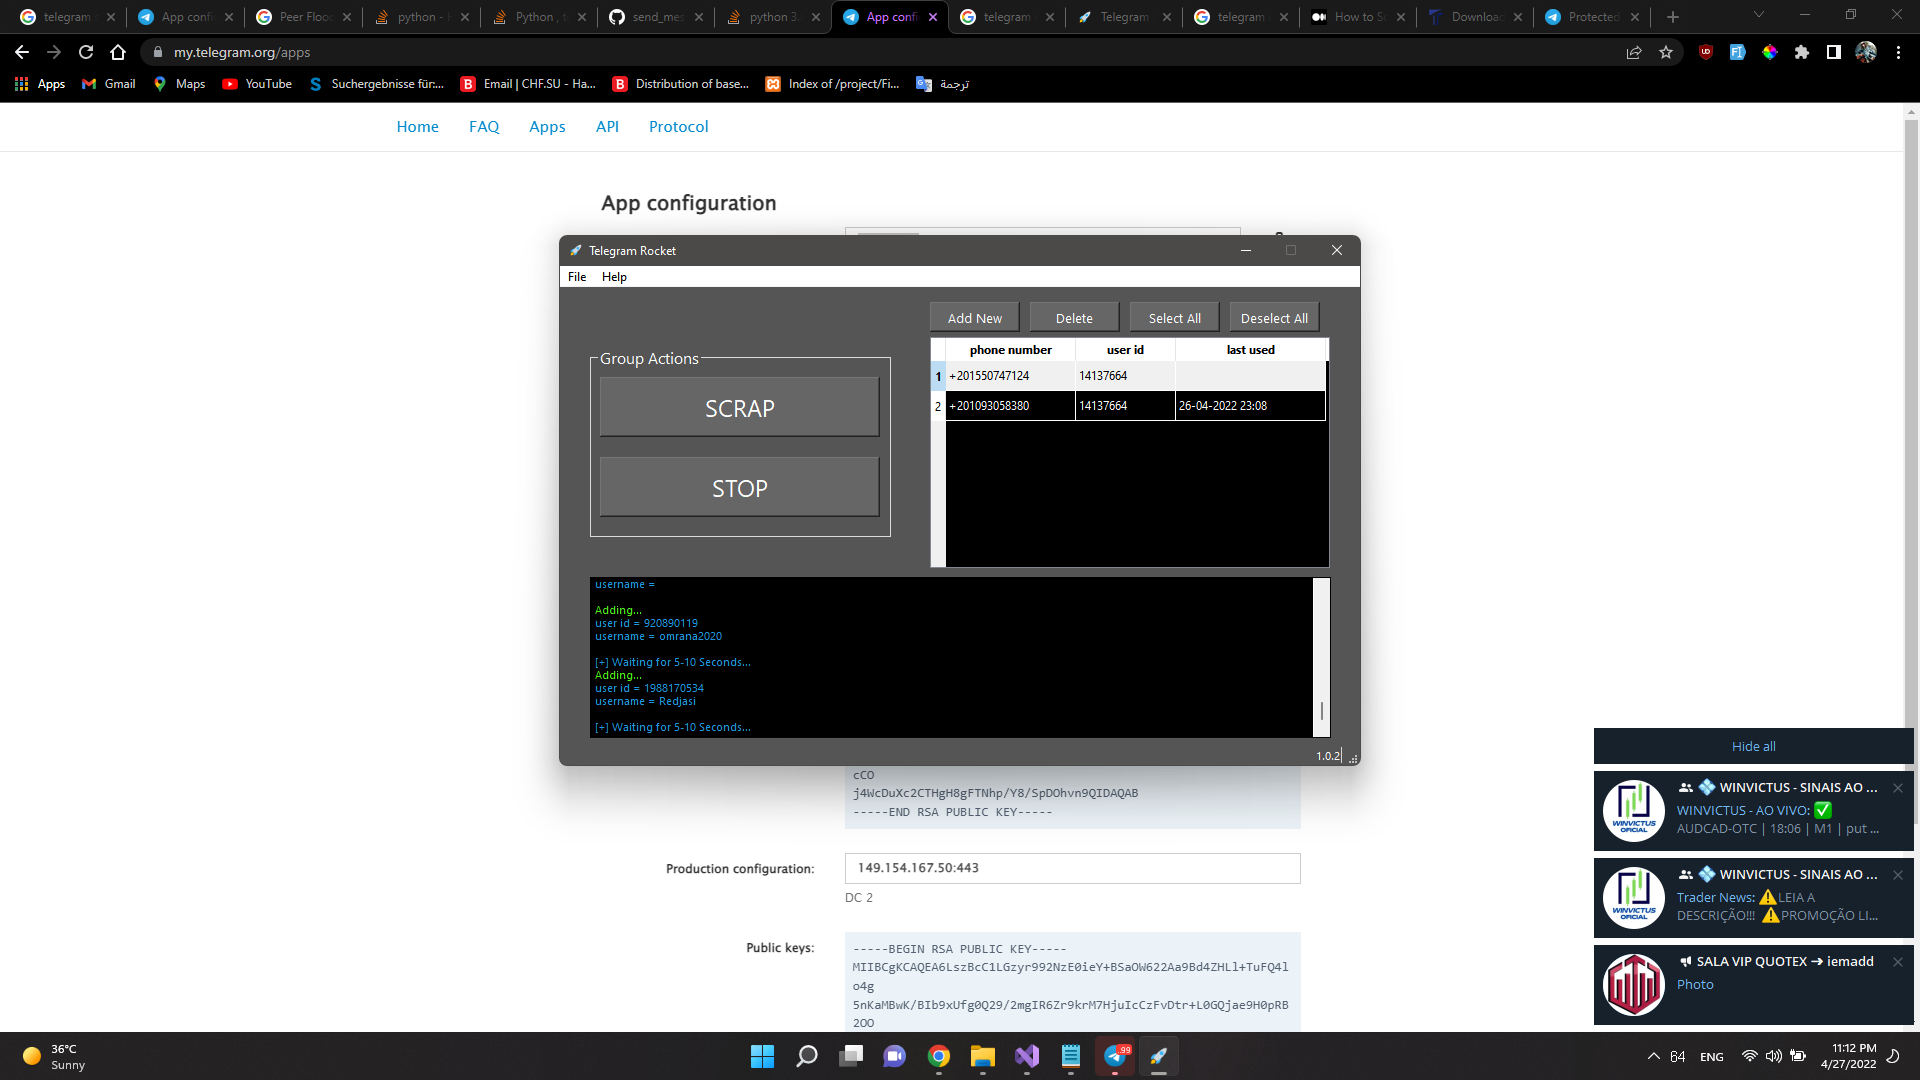 telegram
App confi
Peer Floo
python -
Python , t
send_mes
python 3.
App confi
telegram
Telegram
telegram
How to S
Downloa
Protected
my.telegram.org/apps
Apps
Gmail
Maps
YouTube
Suchergebnisse für:...
Email | CHF.SU - Ha...
Distribution of base...
Index of /project/Fi...
ترجمة
Home
FAQ
Apps
API
Protocol
App configuration
Telegram Rocket
File
Help
Add New
Delete
Select All
Deselect All
Group Actions
SCRAP
STOP
phone number
user id
last used
1
+201550747124
14137664
2
+201093058380
14137664
26-04-2022 23:08
username =
Adding...
user id = 920890119
username = omrana2020
[+] Waiting for 5-10 Seconds...
Adding...
user id = 1988170534
username = Redjasi
[+] Waiting for 5-10 Seconds...
1.0.2
cCO
j4WcDuXc2CTHgH8gFTNhp/Y8/SpDOhvn9QIDAQAB
-----END RSA PUBLIC KEY-----
Production configuration:
149.154.167.50:443
DC 2
Public keys:
-----BEGIN RSA PUBLIC KEY-----
MIIBCgKCAQEA6LszBcC1LGzyr992NzE0ieY+BSaOW622Aa9Bd4ZHLl+TuFQ4l
o4g
5nKaMBwK/BIb9xUfg0Q29/2mgIR6Zr9krM7HjuIcCzFvDtr+L0GQjae9H0pRB
2OO
Hide all
WINVICTUS - SINAIS AO ...
WINVICTUS - AO VIVO: ✅
AUDCAD-OTC | 18:06 | M1 | put ...
WINVICTUS OFICIAL
WINVICTUS - SINAIS AO ...
Trader News: ⚠️LEIA A
DESCRIÇÃO!!! ⚠️PROMOÇÃO LI...
WINVICTUS OFICIAL
SALA VIP QUOTEX ➜ iemadd
Photo
36°C
Sunny
99
ENG
11:12 PM
4/27/2022